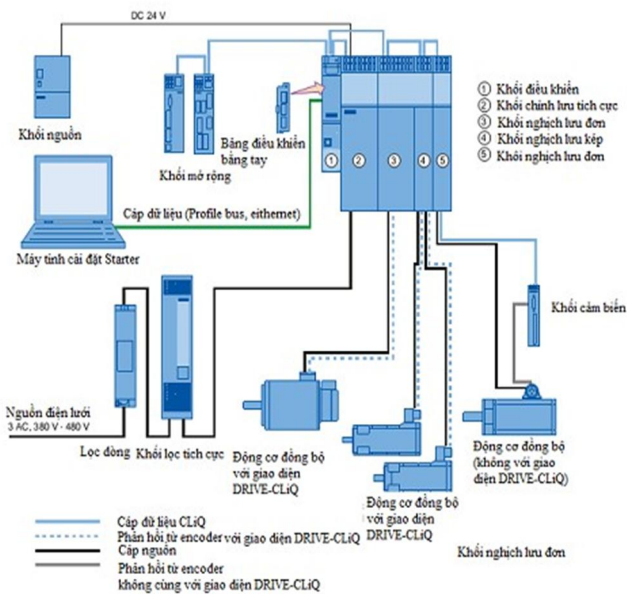 DC 24 V
Khối nguồn
Khối mở rộng
Bảng điều khiển
bằng tay
① Khối điều khiển
② Khối chỉnh lưu tích cực
③ Khối nghịch lưu đơn
④ Khối nghịch lưu kép
⑤ Khối nghịch lưu đơn
① ② ③ ④ ⑤
Cáp dữ liệu (Profile bus, eithernet)
Máy tính cài đặt Starter
Khối cảm biến
Nguồn điện lưới
3 AC, 380 V - 480 V
Lọc dòng
Khối lọc tích cực
Động cơ đồng bộ
với giao diện
DRIVE-CLiQ
Động cơ đồng bộ
với giao diện
DRIVE-CLiQ
Động cơ đồng bộ
(không với giao
diện DRIVE-CLiQ)
Cáp dữ liệu CLiQ
Phản hồi từ encoder với giao diện DRIVE-CLiQ
Cáp nguồn
Phản hồi từ encoder
không cùng với giao diện DRIVE-CLiQ
Khối nghịch lưu đơn